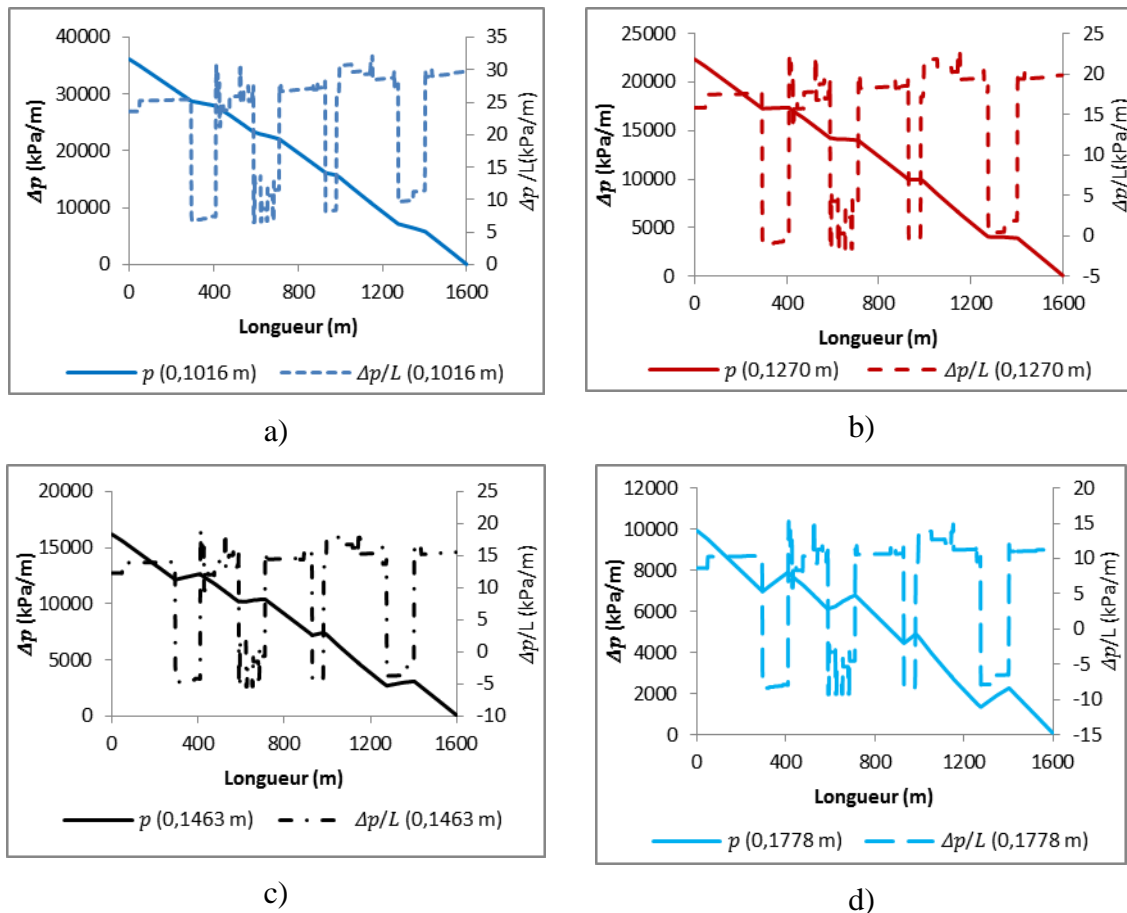 40000
30000
20000
10000
0
Δp (kPa/m)
35
30
25
20
15
10
5
0
Δp /L(kPa/m)
0 400 800 1200 1600
Longueur (m)
p (0,1016 m) Δp/L (0,1016 m)
a)
25000
20000
15000
10000
5000
0
Δp (kPa/m)
25
20
15
10
5
0
-5
Δp/L(kPa/m)
0 400 800 1200 1600
Longueur (m)
p (0,1270 m) Δp/L (0,1270 m)
b)
20000
15000
10000
5000
0
Δp (kPa/m)
25
20
15
10
5
0
-5
-10
Δp/L (kPa/m)
0 400 800 1200 1600
Longueur (m)
p (0,1463 m) Δp/L (0,1463 m)
c)
12000
10000
8000
6000
4000
2000
0
Δp (kPa/m)
20
15
10
5
0
-5
-10
-15
Δp/L (kPa/m)
0 400 800 1200 1600
Longueur (m)
p (0,1778 m) Δp/L (0,1778 m)
d)